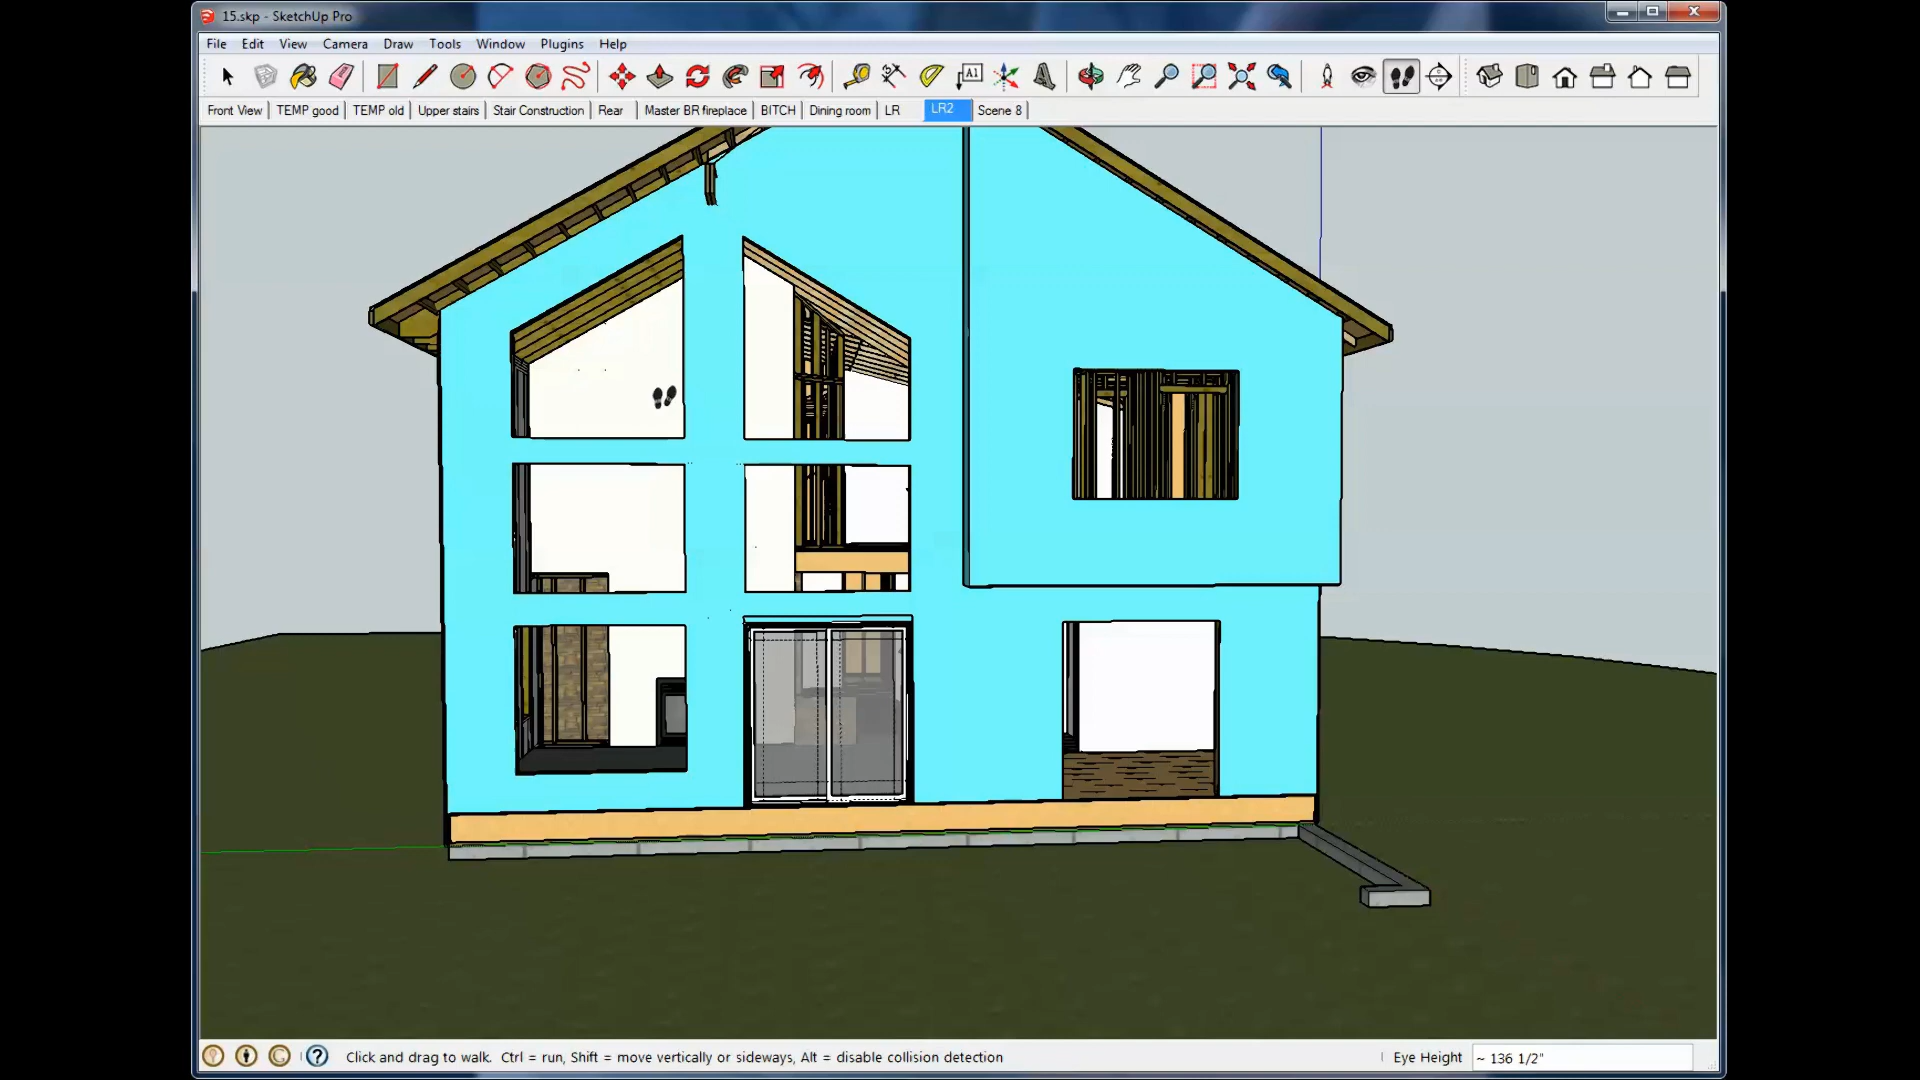 15.skp - SketchUp Pro
File Edit View Camera Draw Tools Window Plugins Help
A1
Front View TEMP good TEMP old Upper stairs Stair Construction Rear Master BR fireplace BITCH Dining room LR LR2 Scene 8
Click and drag to walk. Ctrl = run, Shift = move vertically or sideways, Alt = disable collision detection Eye Height ~ 136 1/2"